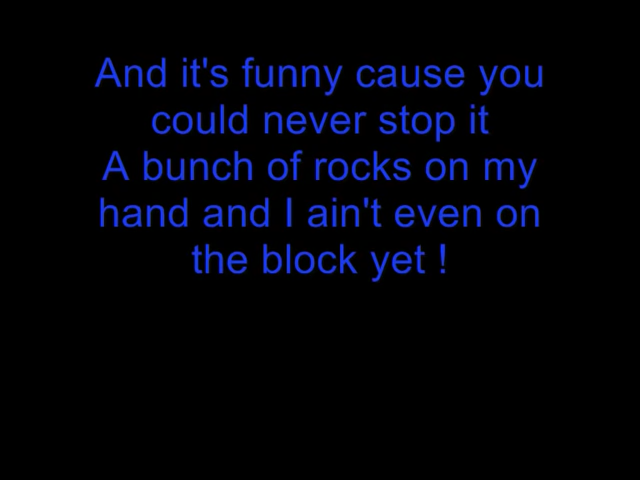 And it's funny cause you
could never stop it
A bunch of rocks on my
hand and I ain't even on
the block yet !